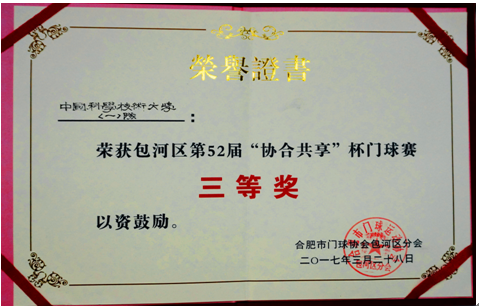 榮譽證書
中国科學技術大學
(一)隊:
荣获包河区第52届“协合共享”杯门球赛
三等奖
以资鼓励。
合肥市门球协会包河区分会
二〇一七年三月二十八日